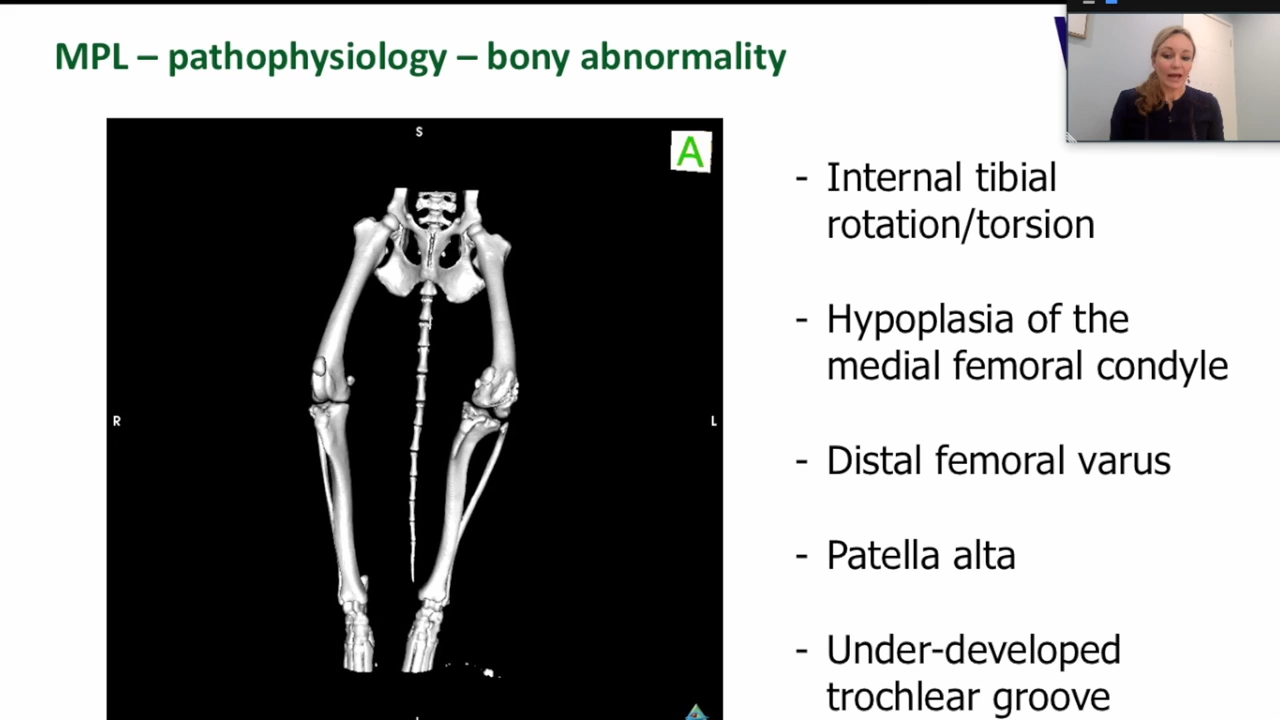 MPL – pathophysiology – bony abnormality
S
A
R
L
- Internal tibial
rotation/torsion
- Hypoplasia of the
medial femoral condyle
- Distal femoral varus
- Patella alta
- Under-developed
trochlear groove